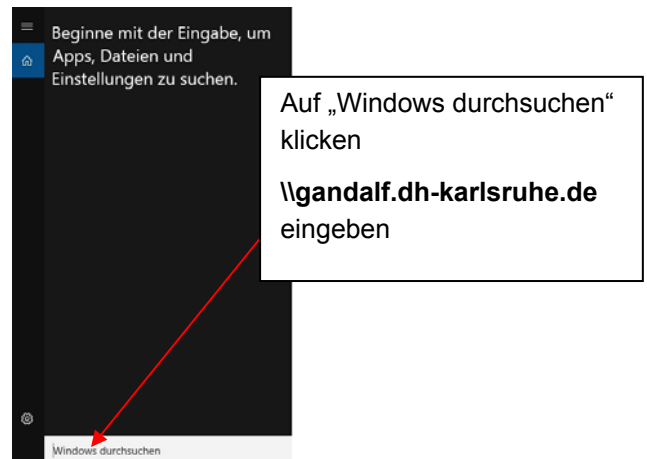 Beginne mit der Eingabe, um
Apps, Dateien und
Einstellungen zu suchen.
Auf „Windows durchsuchen“
klicken
\\gandalf.dh-karlsruhe.de
eingeben
Windows durchsuchen